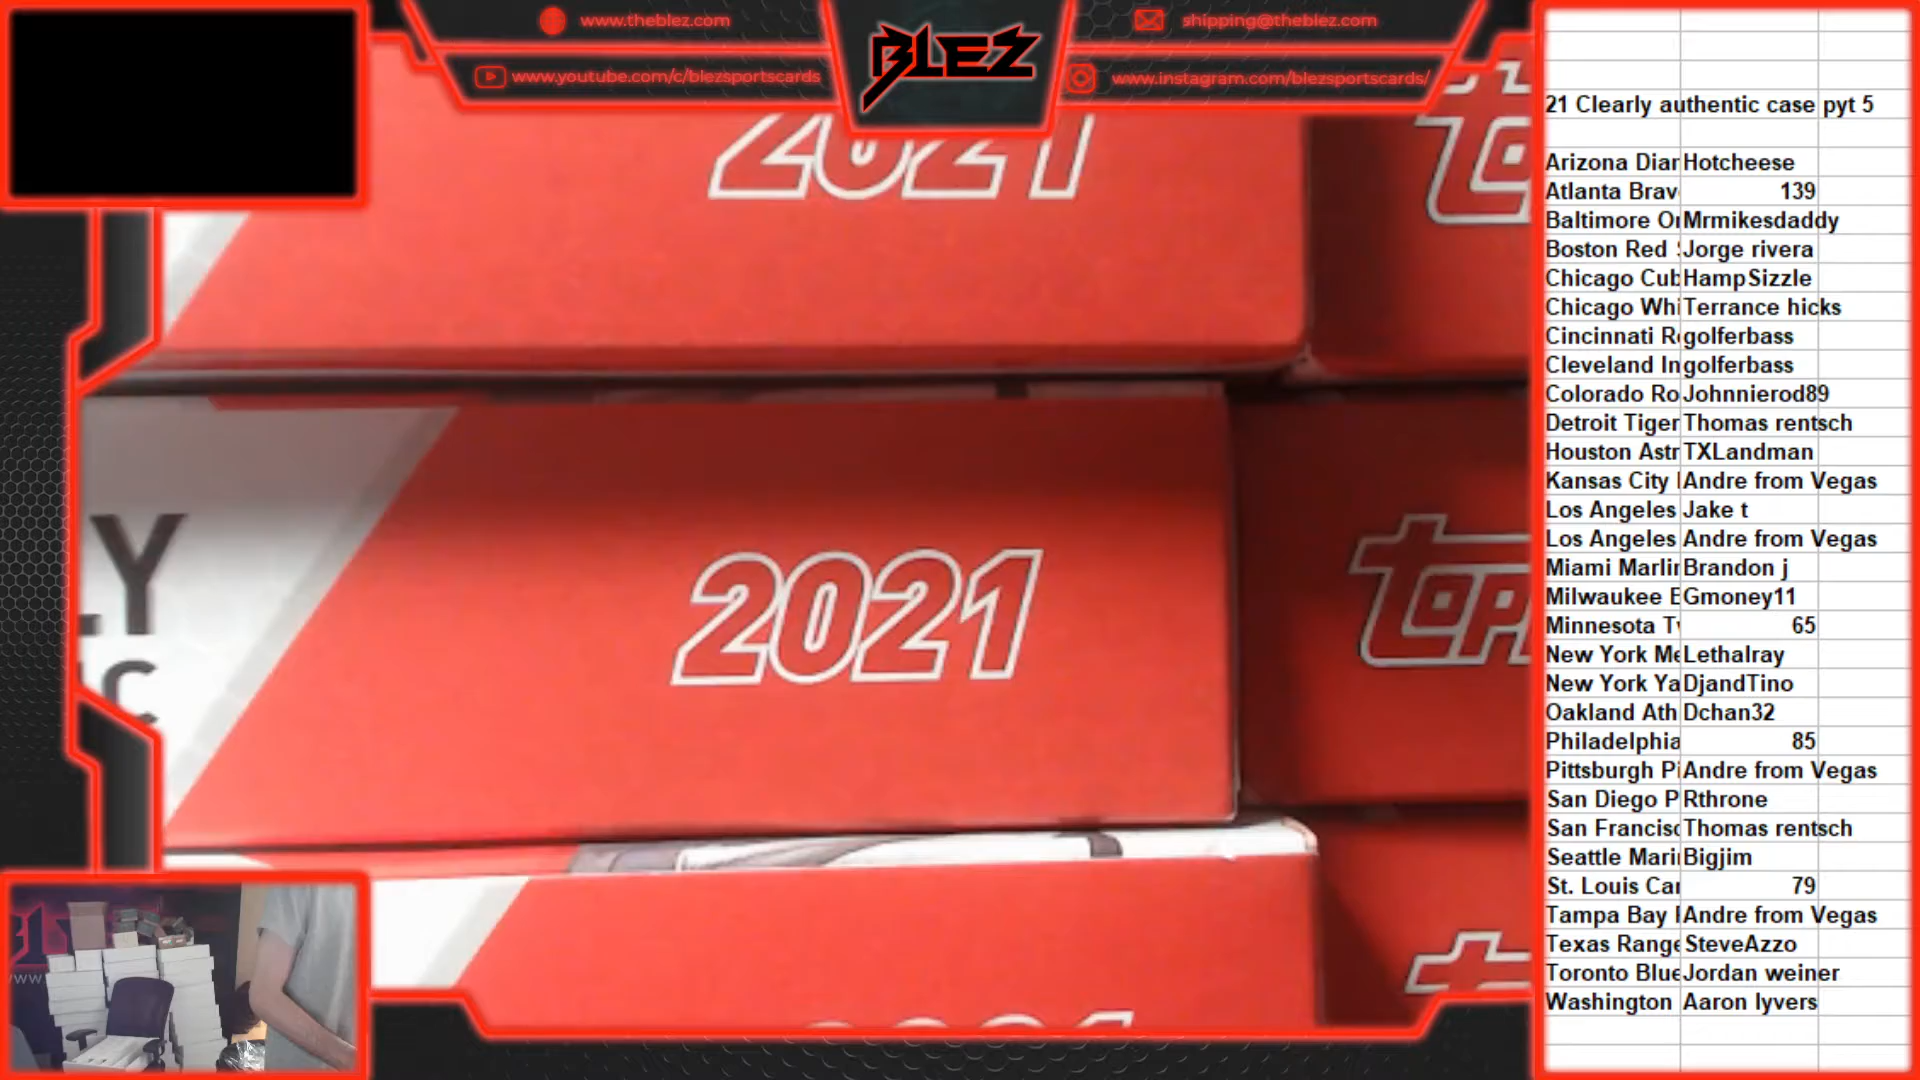 www.theblez.com
shipping@theblez.com
BLEZ
www.youtube.com/c/blezsportscards
www.instagram.com/blezsportscards/
2021
LY
IC
2021
21 Clearly authentic case pyt 5
Arizona Diar Hotcheese
Atlanta Brav 139
Baltimore Or Mrmikesdaddy
Boston Red Jorge rivera
Chicago Cub HampSizzle
Chicago Whi Terrance hicks
Cincinnati Re golferbass
Cleveland In golferbass
Colorado Ro Johnnierod89
Detroit Tiger Thomas rentsch
Houston Astr TXLandman
Kansas City Andre from Vegas
Los Angeles Jake t
Los Angeles Andre from Vegas
Miami Marlin Brandon j
Milwaukee B Gmoney11
Minnesota Tw 65
New York Me Lethalray
New York Ya DjandTino
Oakland Ath Dchan32
Philadelphia 85
Pittsburgh Pi Andre from Vegas
San Diego P Rthrone
San Francisc Thomas rentsch
Seattle Mari Bigjim
St. Louis Car 79
Tampa Bay Andre from Vegas
Texas Range SteveAzzo
Toronto Blue Jordan weiner
Washington Aaron lyvers